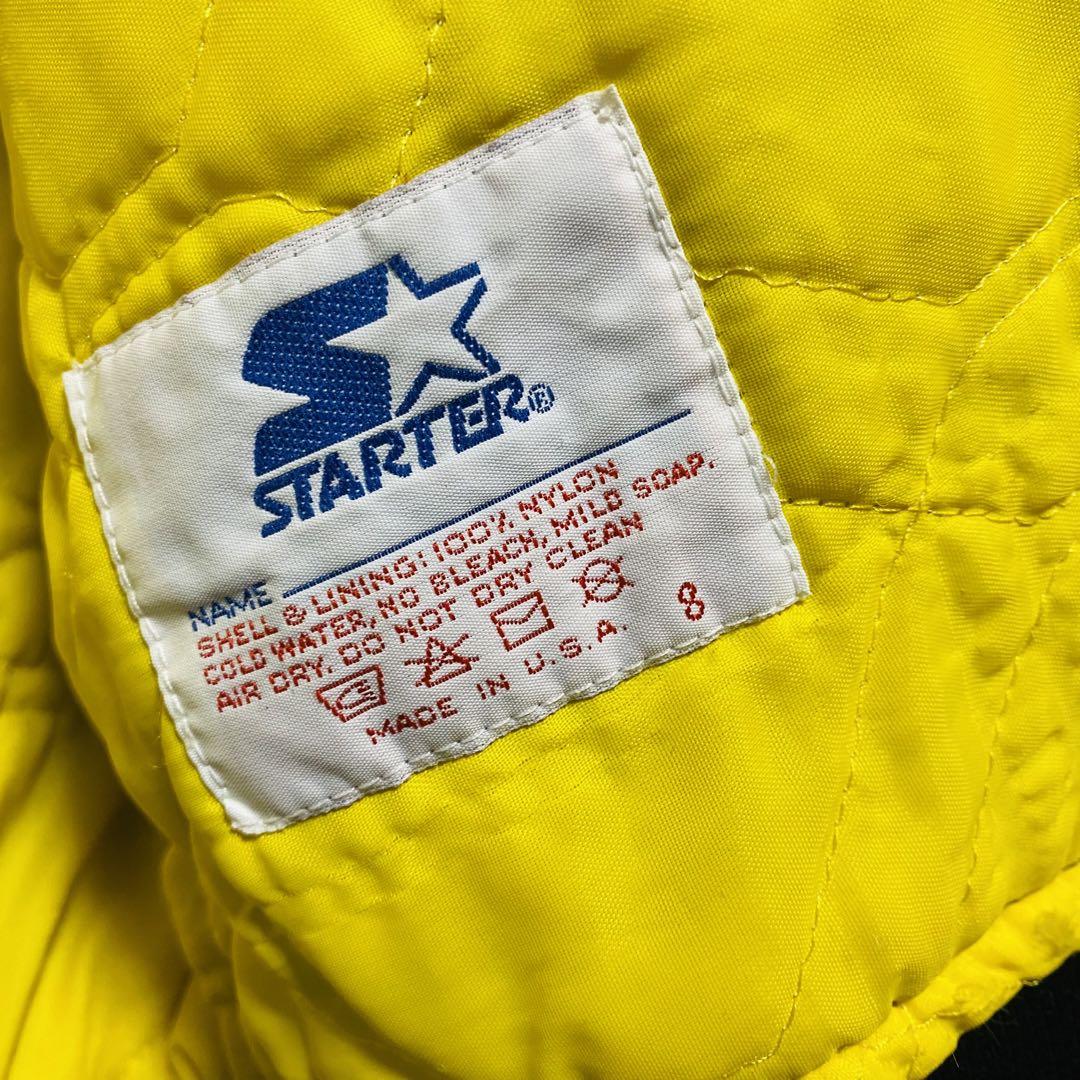 STARTER®
NAME
SHELL & LINING: 100% NYLON
COLD WATER, NO BLEACH, MILD SOAP.
AIR DRY. DO NOT DRY CLEAN
MADE IN U.S.A. 8